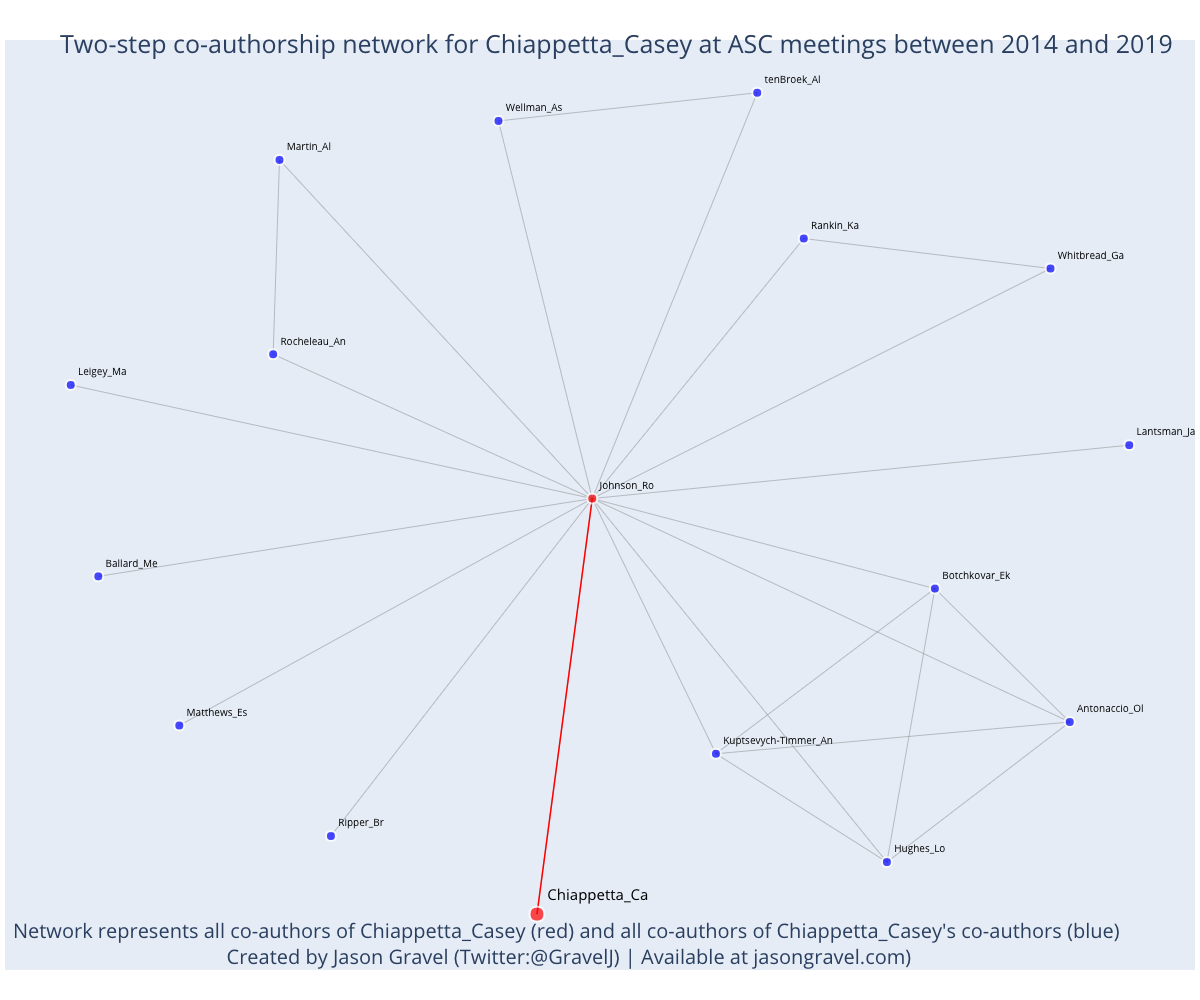 Two-step co-authorship network for Chiappetta_Casey at ASC meetings between 2014 and 2019
tenBroek_Al
Wellman_As
Martin_Al
Rankin_Ka
Whitbread_Ga
Rocheleau_An
Leigey_Ma
Lantsman_Ja
Johnson_Ro
Ballard_Me
Botchkovar_Ek
Matthews_Es
Antonaccio_Ol
Kuptsevych-Timmer_An
Ripper_Br
Hughes_Lo
Chiappetta_Ca
Network represents all co-authors of Chiappetta_Casey (red) and all co-authors of Chiappetta_Casey's co-authors (blue)
Created by Jason Gravel (Twitter:@GravelJ) | Available at jasongravel.com)